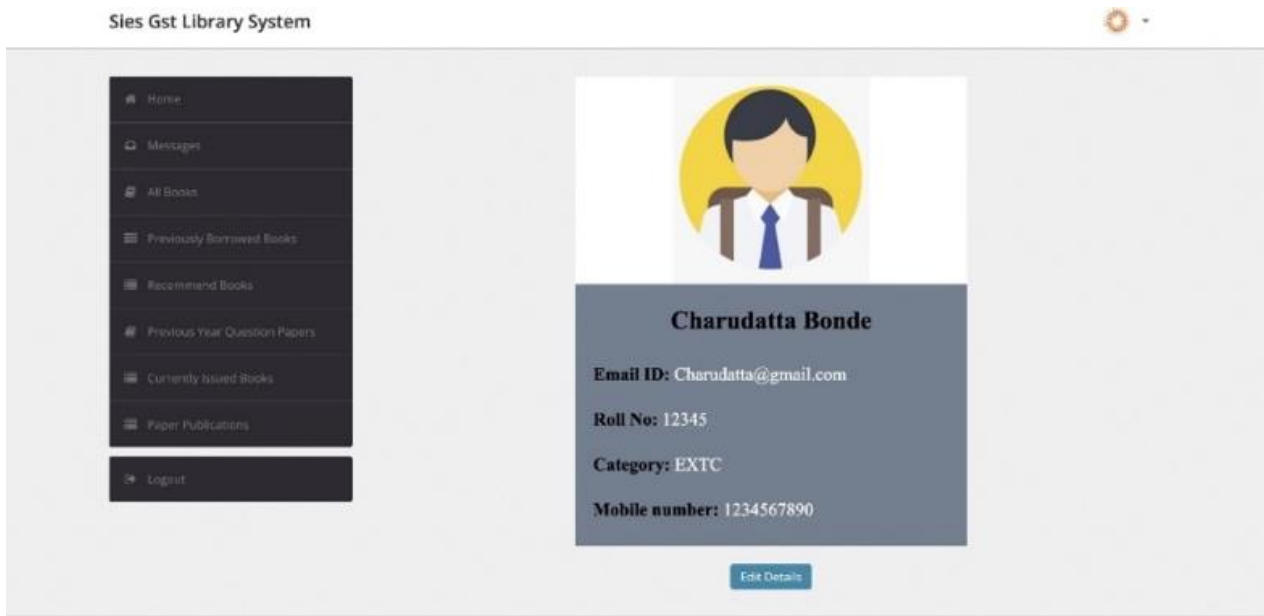 Sies Gst Library System
Home
Messages
All Books
Previously Borrowed Books
Recommend Books
Previous Year Question Papers
Currently Issued Books
Paper Publications
Logout
Charudatta Bonde
Email ID: Charudatta@gmail.com
Roll No: 12345
Category: EXTC
Mobile number: 1234567890
Edit Details